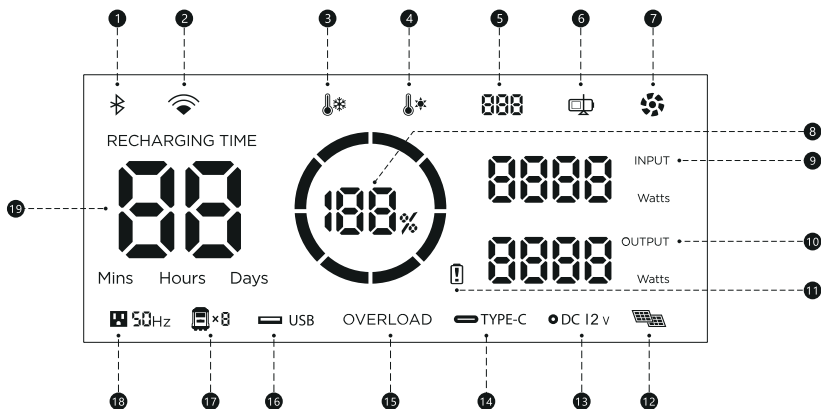 1 2 3 4 5 6 7
888
RECHARGING TIME
8
88
188%
8888
INPUT
9
Watts
19
8888
OUTPUT
10
Mins Hours Days
Watts
11
50Hz
×8
USB
OVERLOAD
TYPE-C
DC 12 V
18 17 16 15 14 13 12